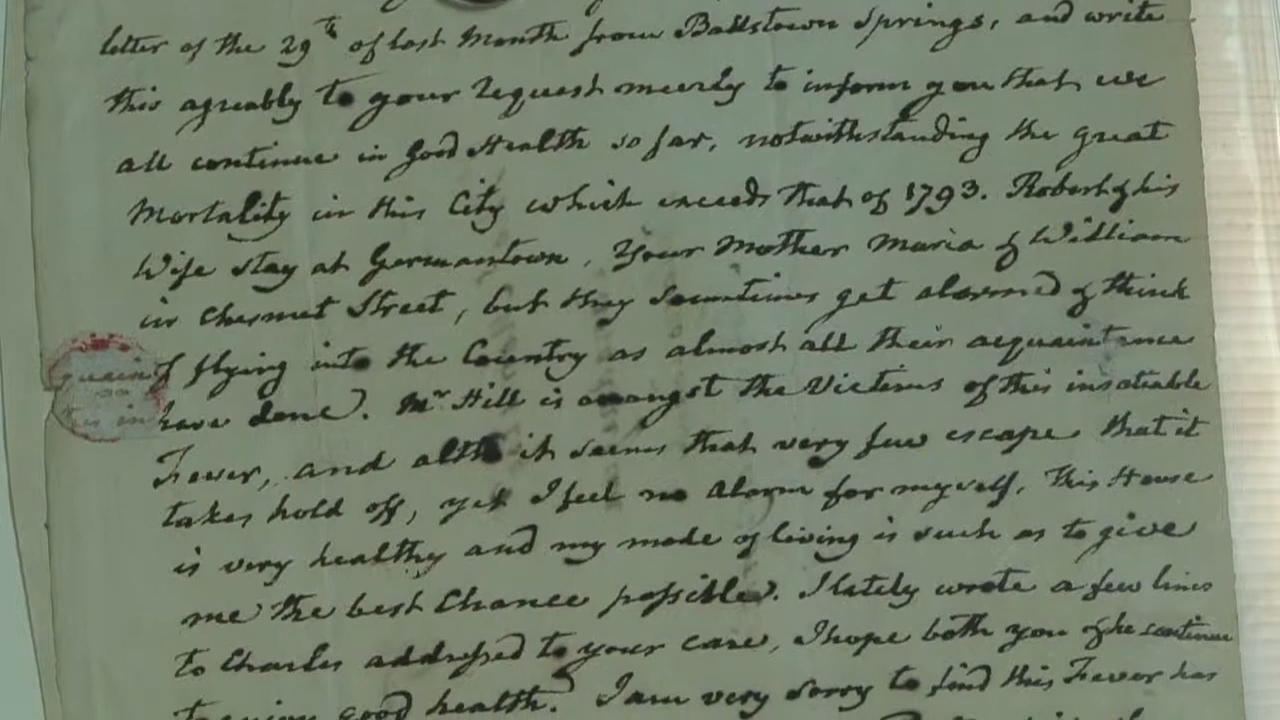 letter of the 29th of last Month from Ballstown Springs, and write
this agreably to your request meerly to inform you that we
all continue in good Health so far, notwithstanding the great
Mortality in this City which exceeds that of 1793. Robert & his
Wife stay at Germantown, Your Mother Maria & William
in Chesnut Street, but they sometimes get alarmed & think
of flying into the Country as almost all their acquaintance
have done. Mr Hill is amongst the Victims of this insatiable
Fever, and altho it seems that very few escape that it
takes hold off, yet I feel no alarm for myself, this House
is very healthy and my mode of living is such as to give
me the best Chance possible. I lately wrote a few lines
to Charles addressed to your care, I hope both you & he continue
to enjoy good health. I am very sorry to find this Fever has